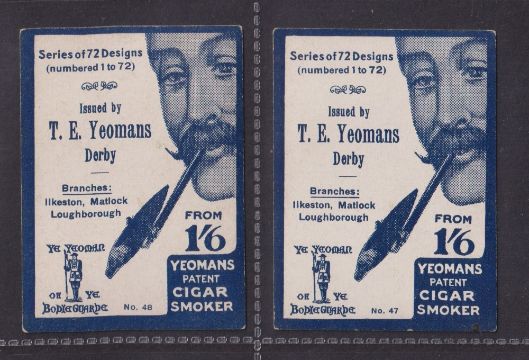 Series of 72 Designs
(numbered 1 to 72)
Issued by
T. E. Yeomans
Derby
Branches:
Ilkeston, Matlock
Loughborough
FROM
1'6
YEOMANS
PATENT
CIGAR
SMOKER
Ye Yeoman
oh Ye
Bodieguarde
No. 48
Series of 72 Designs
(numbered 1 to 72)
Issued by
T. E. Yeomans
Derby
Branches:
Ilkeston, Matlock
Loughborough
FROM
1'6
YEOMANS
PATENT
CIGAR
SMOKER
Ye Yeoman
oh Ye
Bodieguarde
No. 47